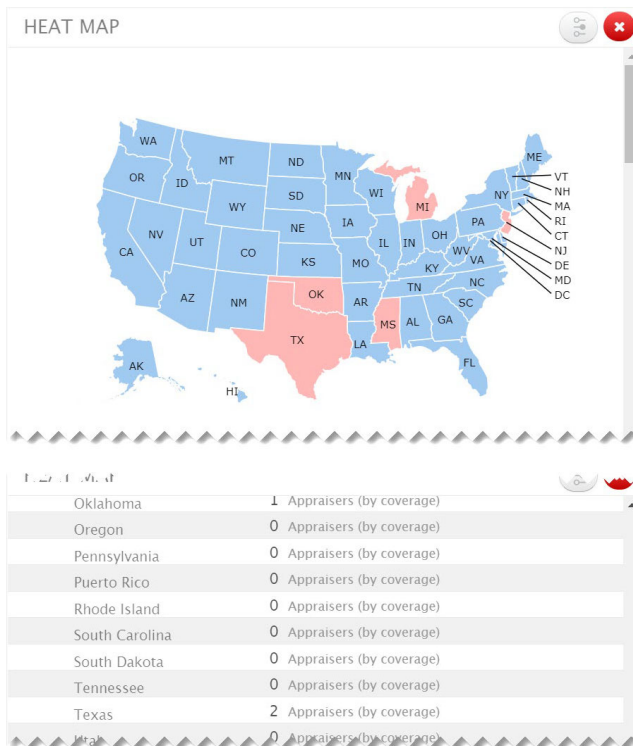 HEAT MAP
WA
ME
MT
ND
VT
OR
MN
ID
NH
WI
NY
SD
MA
MI
WY
RI
PA
IA
CT
NE
NV
OH
IL
IN
NJ
UT
CO
WV
CA
VA
DE
KS
MO
KY
MD
NC
TN
DC
OK
AZ
NM
AR
SC
MS
AL
GA
TX
LA
FL
AK
HI
Oklahoma 1 Appraisers (by coverage)
Oregon 0 Appraisers (by coverage)
Pennsylvania 0 Appraisers (by coverage)
Puerto Rico 0 Appraisers (by coverage)
Rhode Island 0 Appraisers (by coverage)
South Carolina 0 Appraisers (by coverage)
South Dakota 0 Appraisers (by coverage)
Tennessee 0 Appraisers (by coverage)
Texas 2 Appraisers (by coverage)
Utah 0 Appraisers (by coverage)